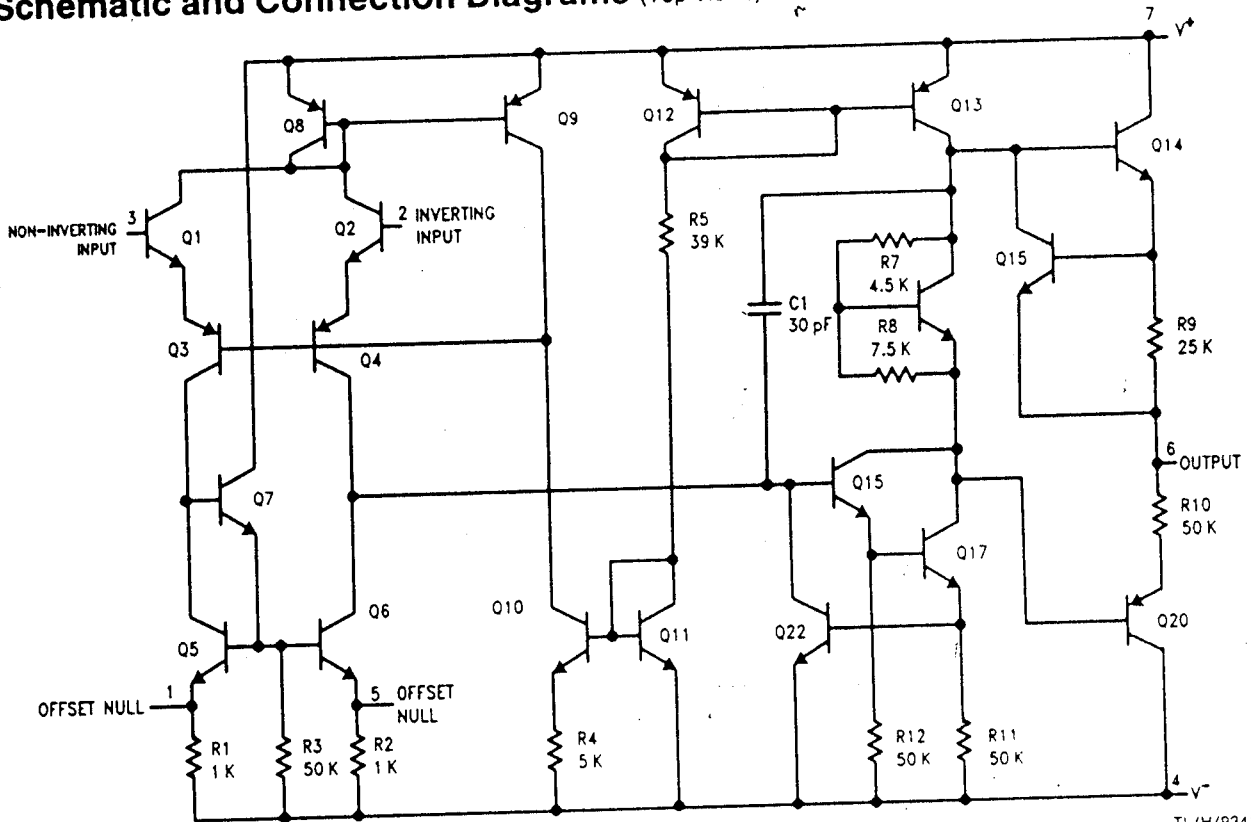 Schematic and Connection Diagrams
7
V+
Q8
Q9
Q12
Q13
Q14
3
NON-INVERTING
INPUT
Q1
Q2
2 INVERTING
INPUT
R5
39 K
R7
4.5 K
Q15
C1
30 pF
R8
7.5 K
R9
25 K
Q3
Q4
6
OUTPUT
Q7
Q15
R10
50 K
Q17
Q5
Q6
Q10
Q11
Q22
Q20
1
OFFSET NULL
5 OFFSET
NULL
R1
1 K
R3
50 K
R2
1 K
R4
5 K
R12
50 K
R11
50 K
4
V-